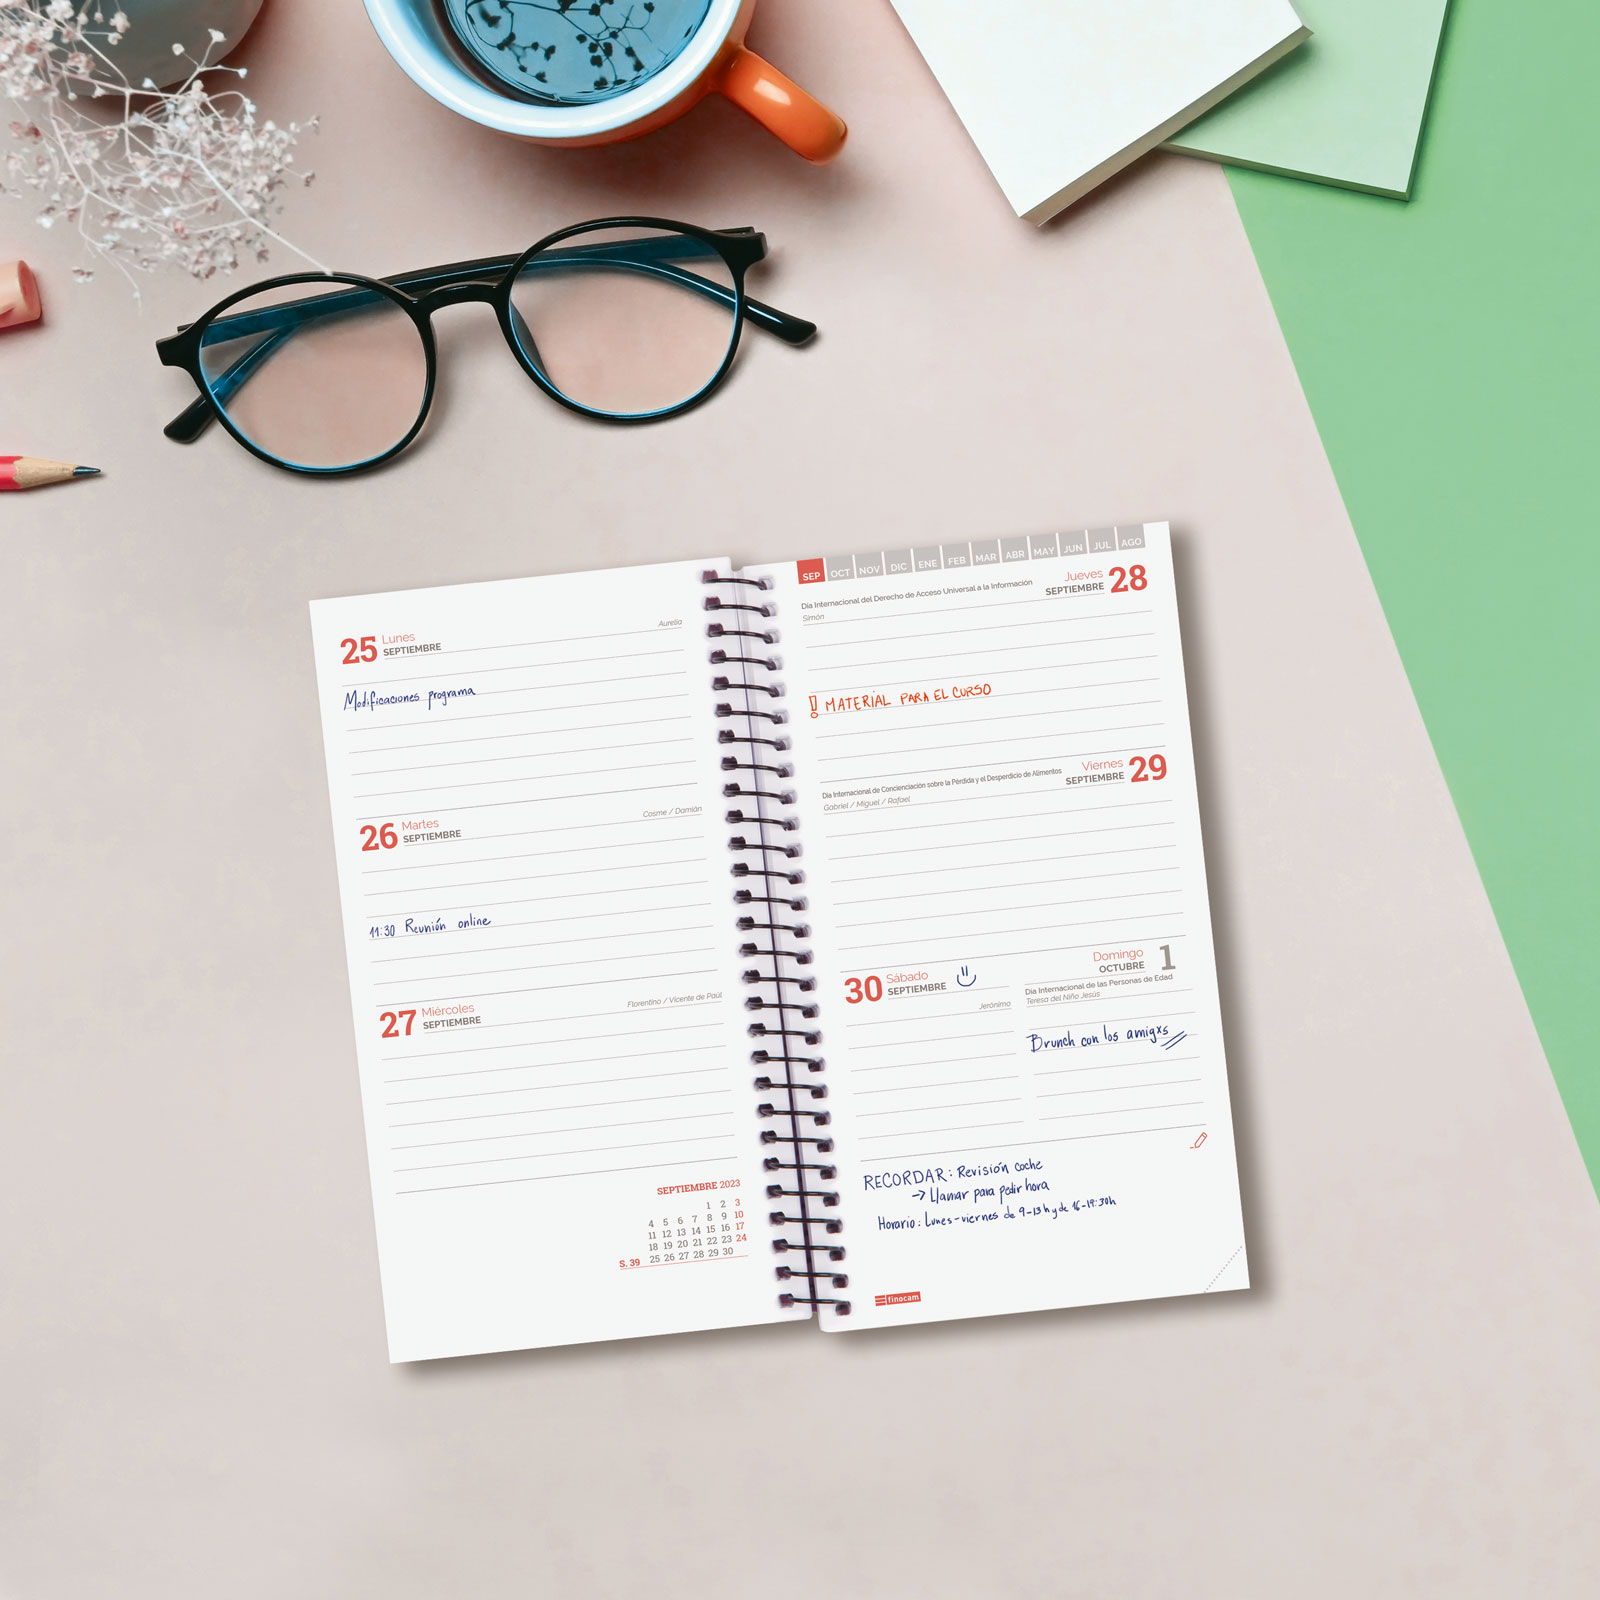 25 Lunes
SEPTIEMBRE
Aurelia
Modificaciones programa
26 Martes
SEPTIEMBRE
Cosme / Damián
11:30 Reunión online
27 Miércoles
SEPTIEMBRE
Florentino / Vicente de Paúl
SEPTIEMBRE 2023
1 2 3
4 5 6 7 8 9 10
11 12 13 14 15 16 17
18 19 20 21 22 23 24
S. 39 25 26 27 28 29 30
SEP OCT NOV DIC ENE FEB MAR ABR MAY JUN JUL AGO
Jueves 28
SEPTIEMBRE
Día Internacional del Derecho de Acceso Universal a la Información
Simón
! MATERIAL PARA EL CURSO
Viernes 29
SEPTIEMBRE
Día Internacional de Concienciación sobre la Pérdida y el Desperdicio de Alimentos
Gabriel / Miguel / Rafael
30 Sábado
SEPTIEMBRE
Jerónimo
Domingo 1
OCTUBRE
Día Internacional de las Personas de Edad
Teresa del Niño Jesús
Brunch con los amigxs
RECORDAR: Revisión coche
→ Llamar para pedir hora
Horario: Lunes-viernes de 9-13h y de 16-19:30h
finocam